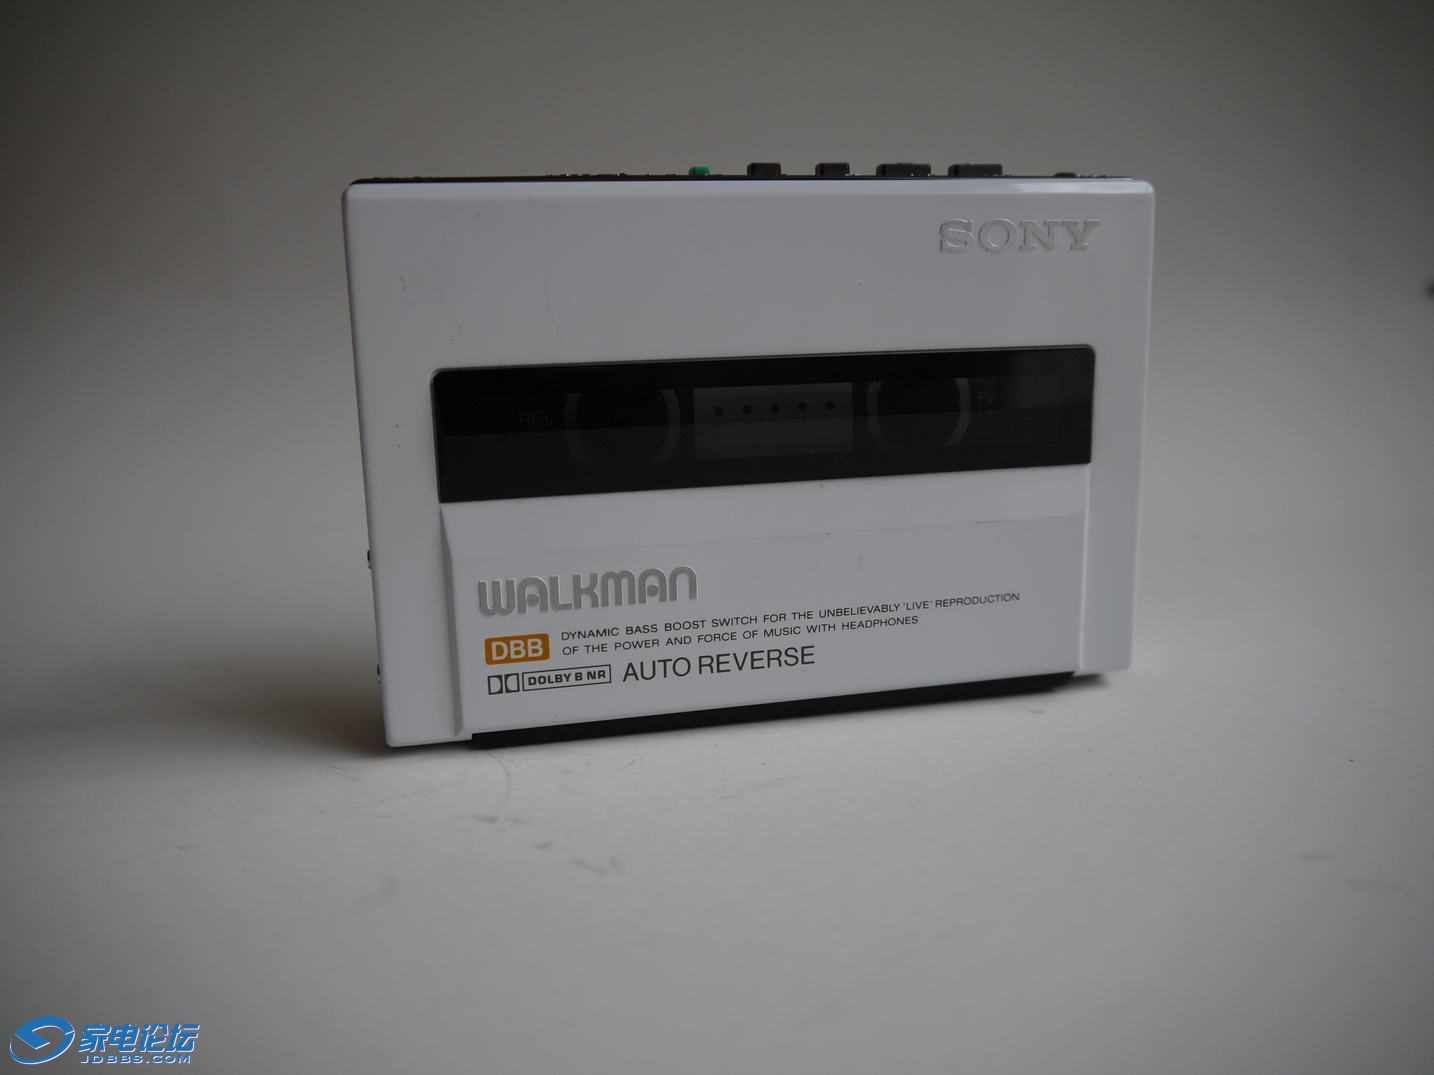 SONY
REV
WALKMAN
DBB DYNAMIC BASS BOOST SWITCH FOR THE UNBELIEVABLY 'LIVE' REPRODUCTION
OF THE POWER AND FORCE OF MUSIC WITH HEADPHONES
DOLBY B NR AUTO REVERSE
家电论坛
JDBBS.COM